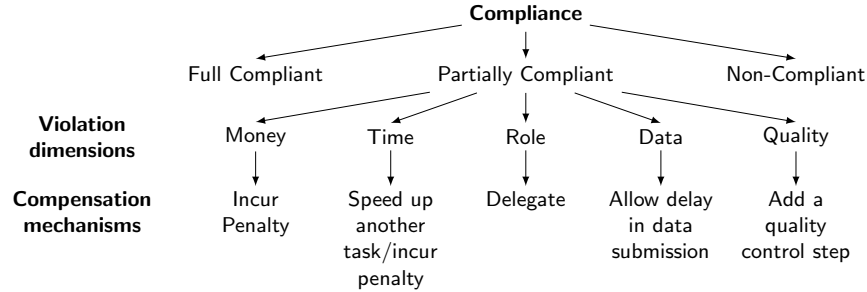 Compliance
Full Compliant Partially Compliant Non-Compliant
Violation dimensions
Money Time Role Data Quality
Compensation mechanisms
Incur Penalty
Speed up another task/incur penalty
Delegate
Allow delay in data submission
Add a quality control step